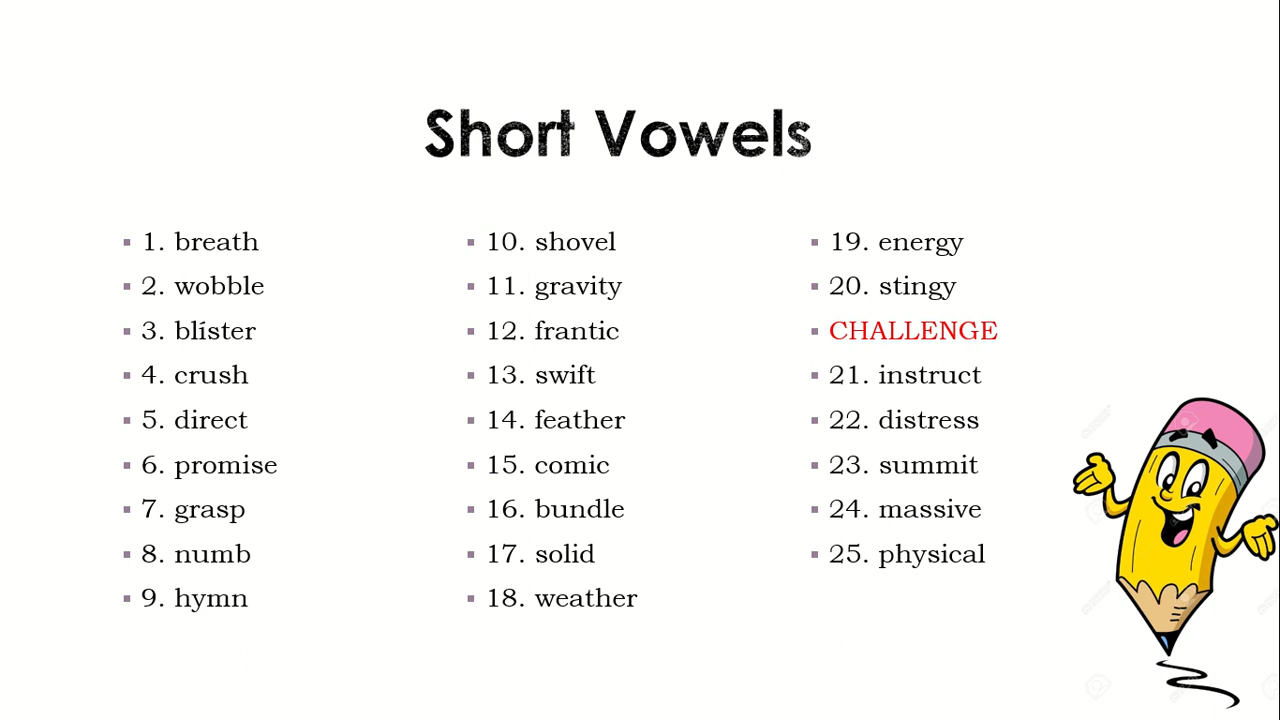 Short Vowels
1. breath
2. wobble
3. blíster
4. crush
5. direct
6. promise
7. grasp
8. numb
9. hymn
10. shovel
11. gravity
12. frantic
13. swift
14. feather
15. comic
16. bundle
17. solid
18. weather
19. energy
20. stingy
CHALLENGE
21. instruct
22. distress
23. summit
24. massive
25. physical